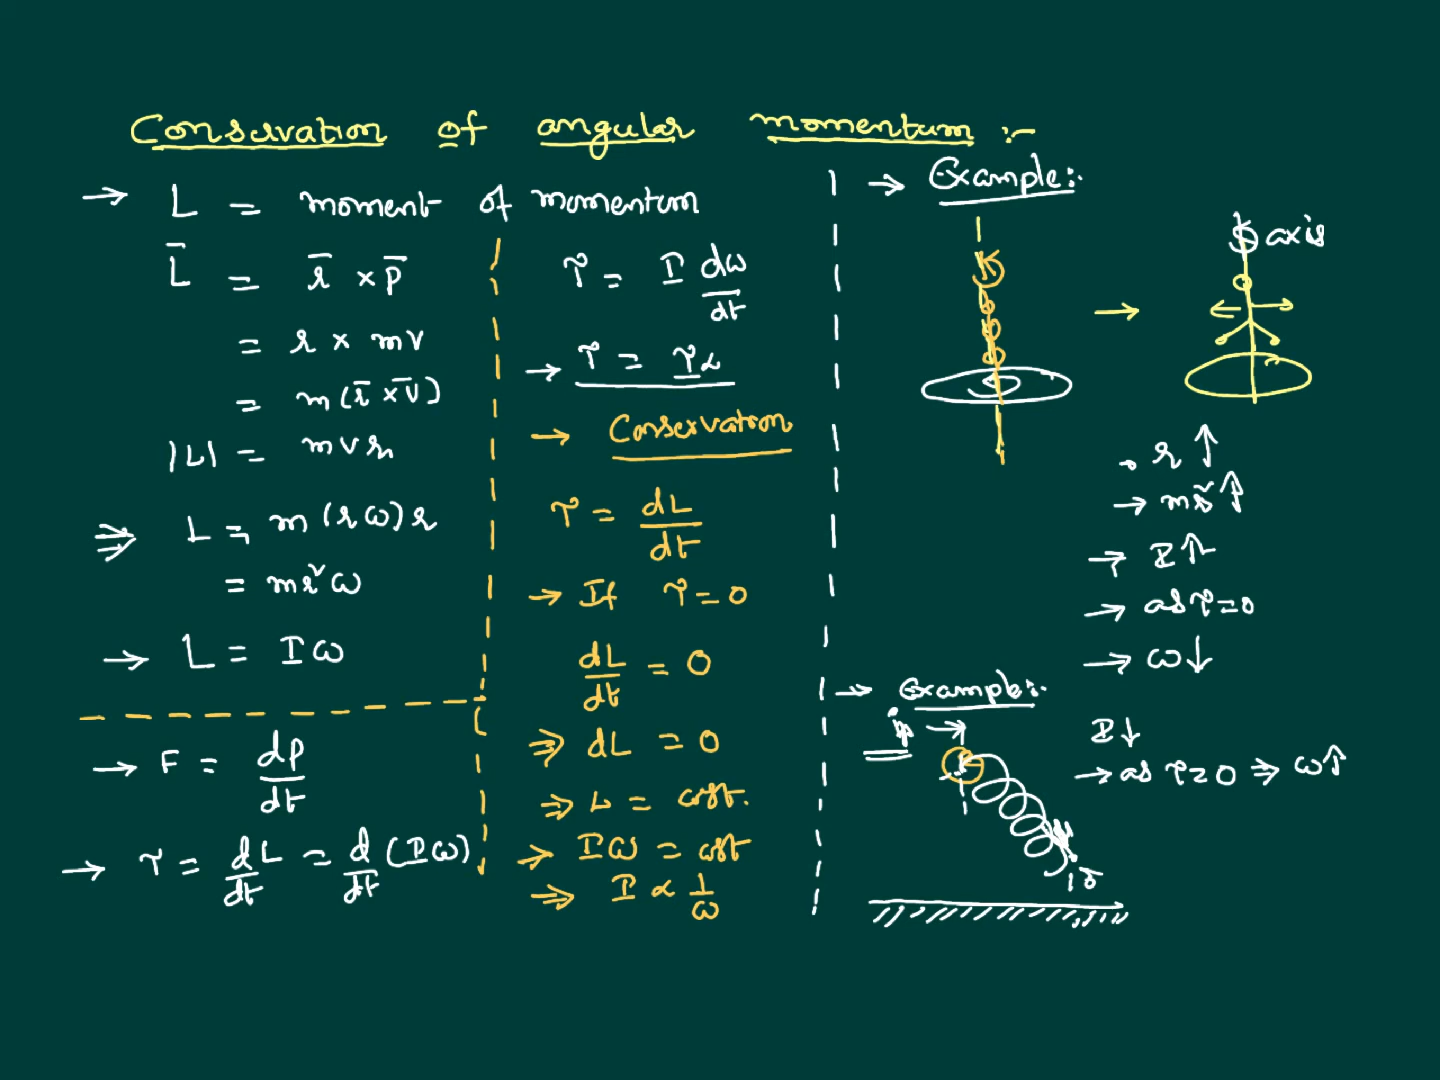 Conservation of angular momentum :-
→ L = moment of momentum
L̄ = r̄ × p̄
= r × mv
= m(r̄ × v̄)
|L| = mvr
⇒ L = m(rω)r
= mr²ω
→ L = Iω
→ F = dp/dt
→ τ = dL/dt = d/dt (Iω)
τ = I dω/dt
→ τ = Iα
→ Conservation
τ = dL/dt
→ If τ = 0
dL/dt = 0
⇒ dL = 0
⇒ L = cost.
→ Iω = cst
⇒ I ∝ 1/ω
→ Example:-
axis
. r ↑
→ mr² ↑
→ I ↑
→ as τ = 0
→ ω ↓
→ Example:-
I ↓
→ as τ = 0 ⇒ ω ↑